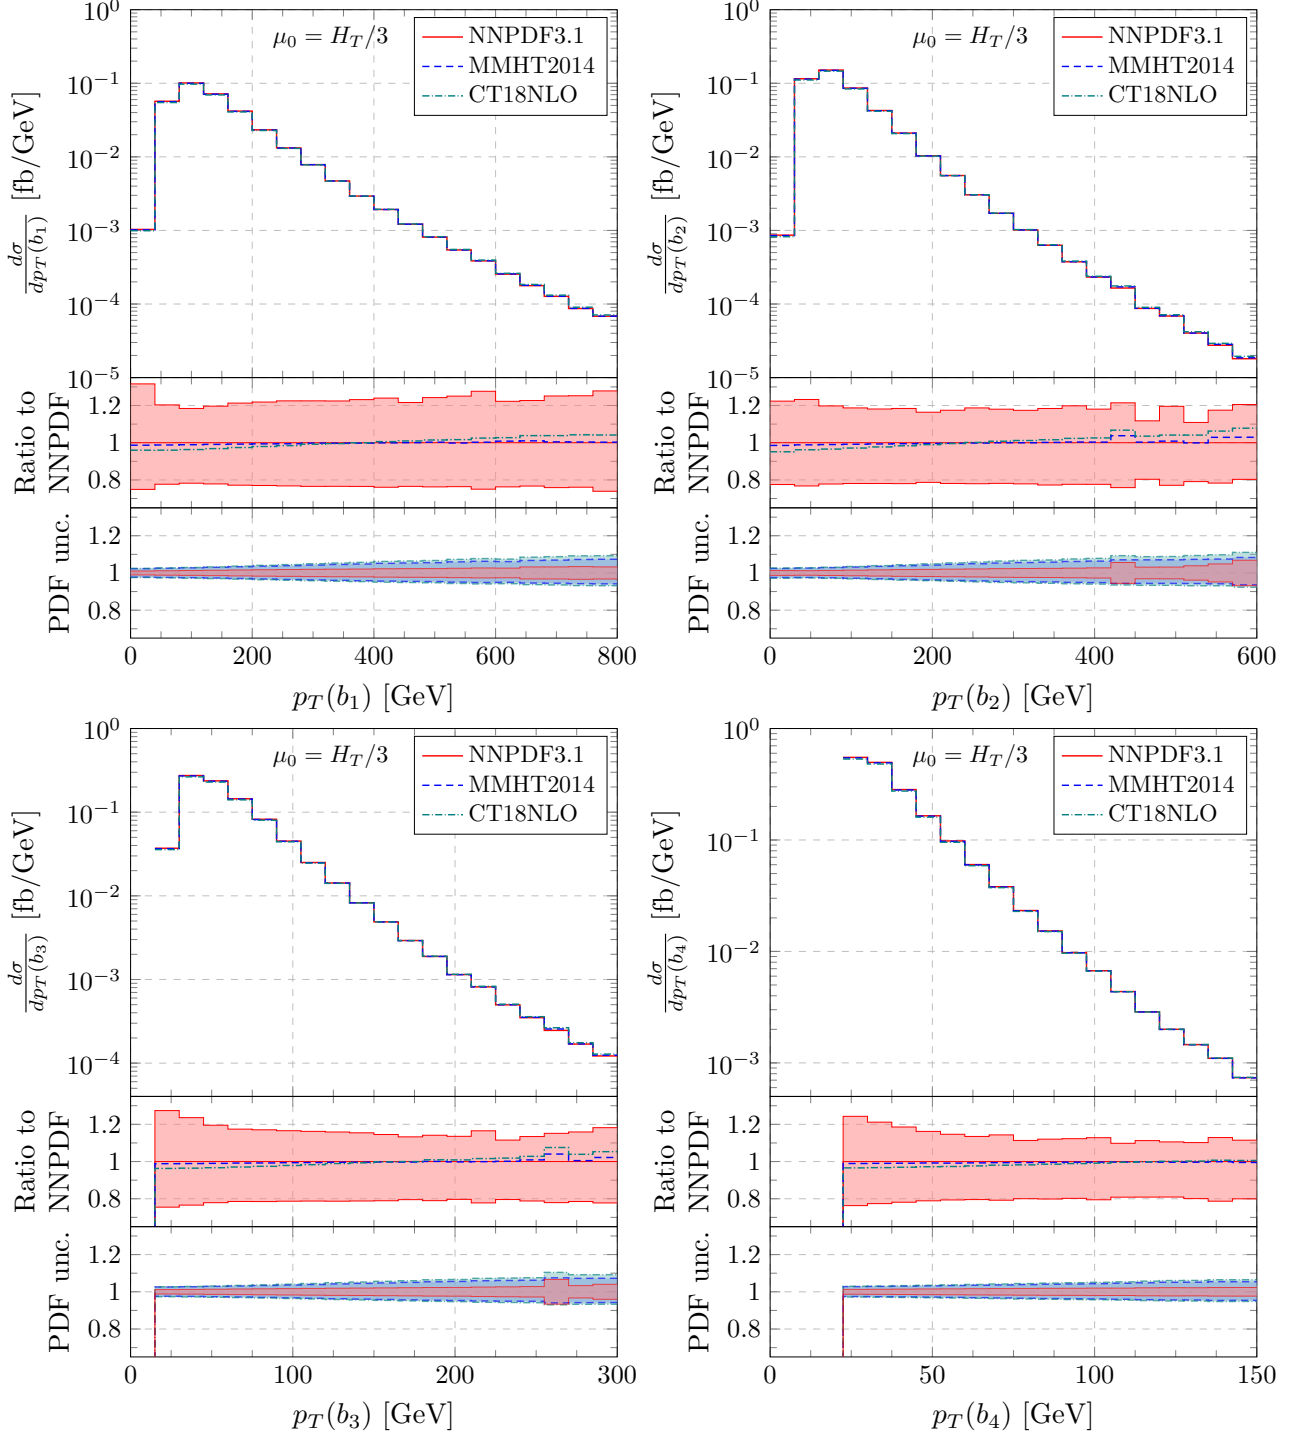 10^0
10^-1
10^-2
10^-3
10^-4
10^-5
dσ/dp_T(b_1) [fb/GeV]
μ_0 = H_T/3
NNPDF3.1
MMHT2014
CT18NLO
1.2
1
0.8
Ratio to
NNPDF
1.2
1
0.8
PDF unc.
0 200 400 600 800
p_T(b_1) [GeV]
10^0
10^-1
10^-2
10^-3
10^-4
10^-5
dσ/dp_T(b_2) [fb/GeV]
μ_0 = H_T/3
NNPDF3.1
MMHT2014
CT18NLO
1.2
1
0.8
Ratio to
NNPDF
1.2
1
0.8
PDF unc.
0 200 400 600
p_T(b_2) [GeV]
10^0
10^-1
10^-2
10^-3
10^-4
dσ/dp_T(b_3) [fb/GeV]
μ_0 = H_T/3
NNPDF3.1
MMHT2014
CT18NLO
1.2
1
0.8
Ratio to
NNPDF
1.2
1
0.8
PDF unc.
0 100 200 300
p_T(b_3) [GeV]
10^0
10^-1
10^-2
10^-3
dσ/dp_T(b_4) [fb/GeV]
μ_0 = H_T/3
NNPDF3.1
MMHT2014
CT18NLO
1.2
1
0.8
Ratio to
NNPDF
1.2
1
0.8
PDF unc.
0 50 100 150
p_T(b_4) [GeV]